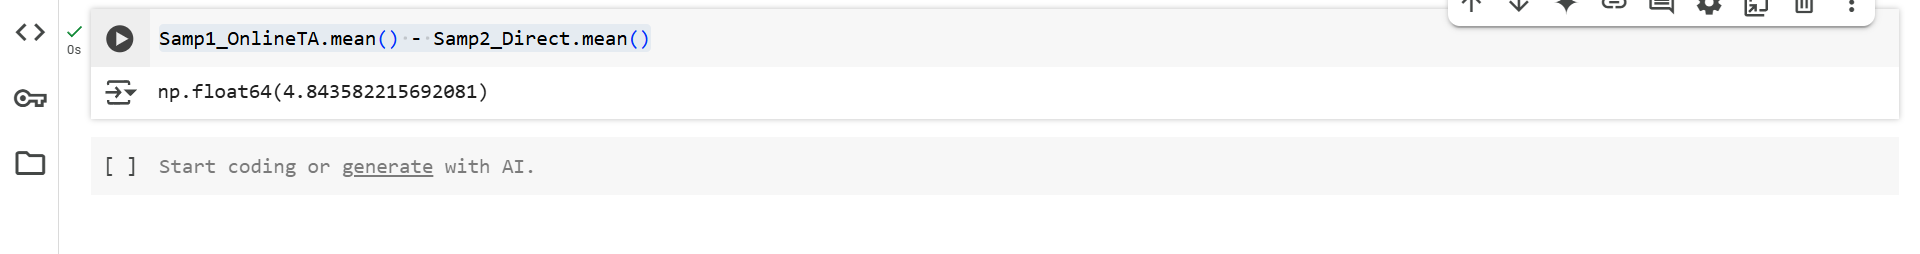 0s
Samp1_OnlineTA.mean() - Samp2_Direct.mean()
np.float64(4.843582215692081)
[ ] Start coding or generate with AI.